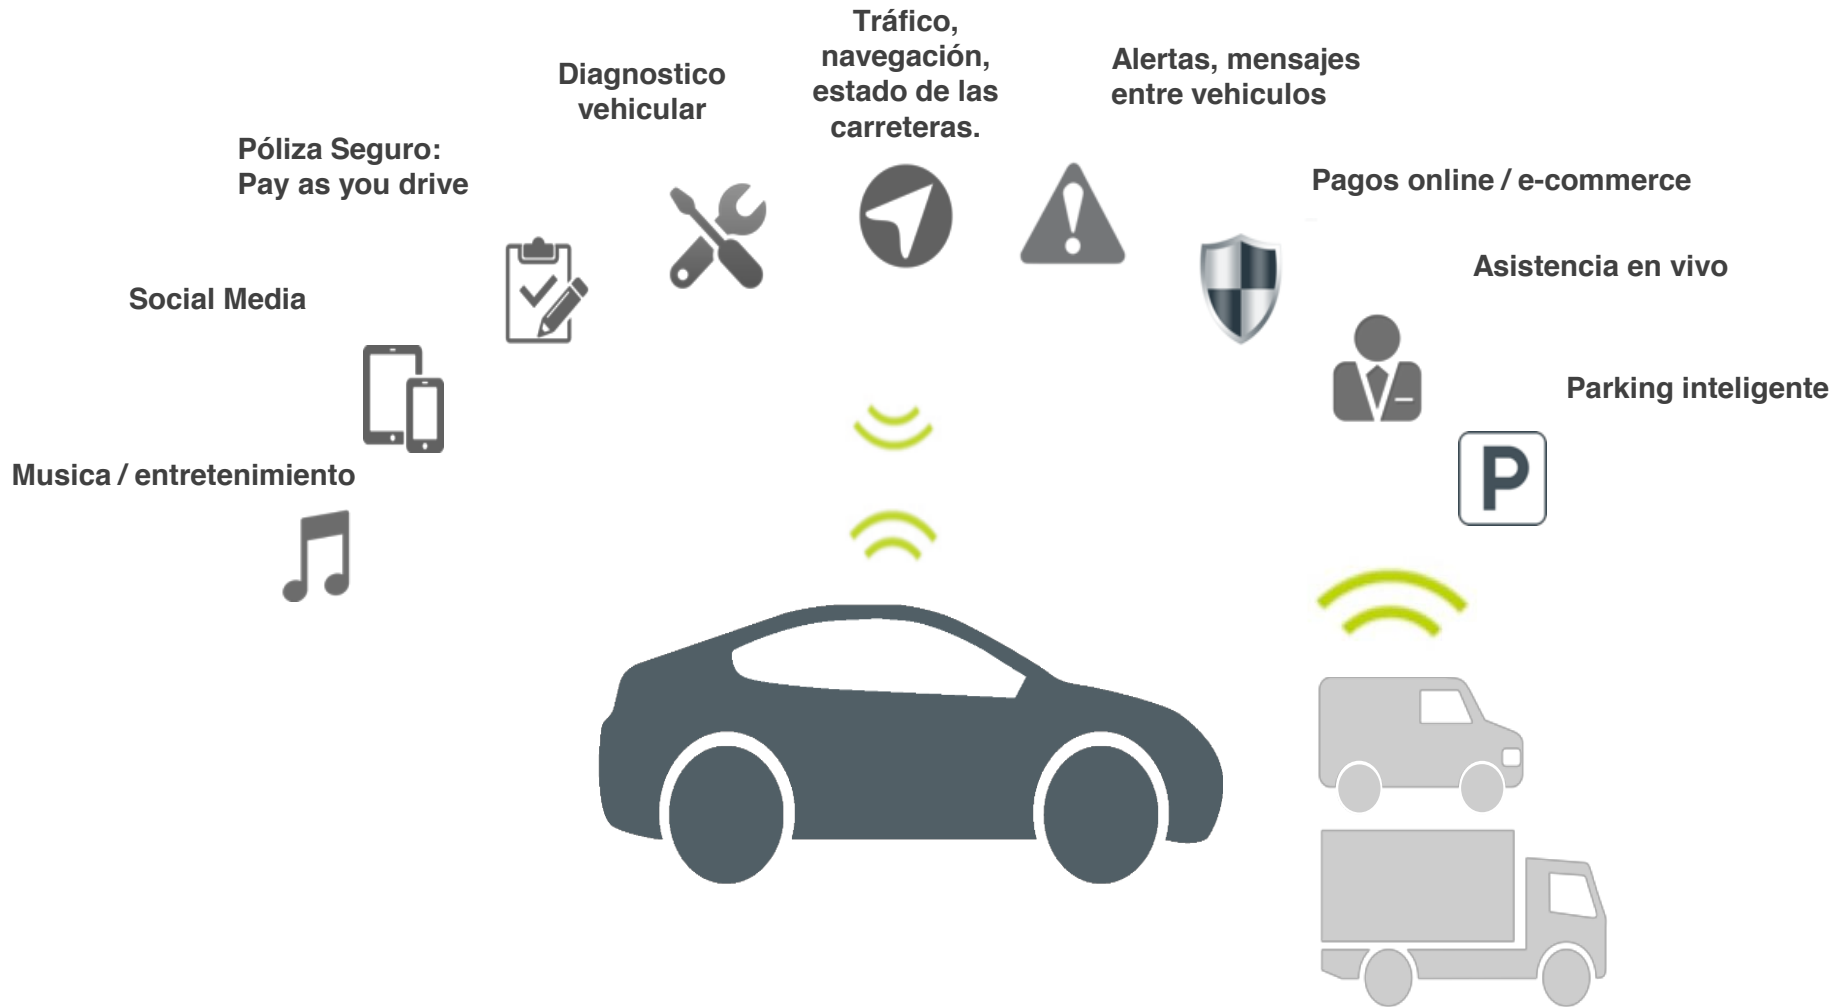 Tráfico,
navegación,
estado de las
carreteras.
Diagnostico
vehicular
Alertas, mensajes
entre vehiculos
Póliza Seguro:
Pay as you drive
Pagos online / e-commerce
Asistencia en vivo
Social Media
Parking inteligente
Musica / entretenimiento
P